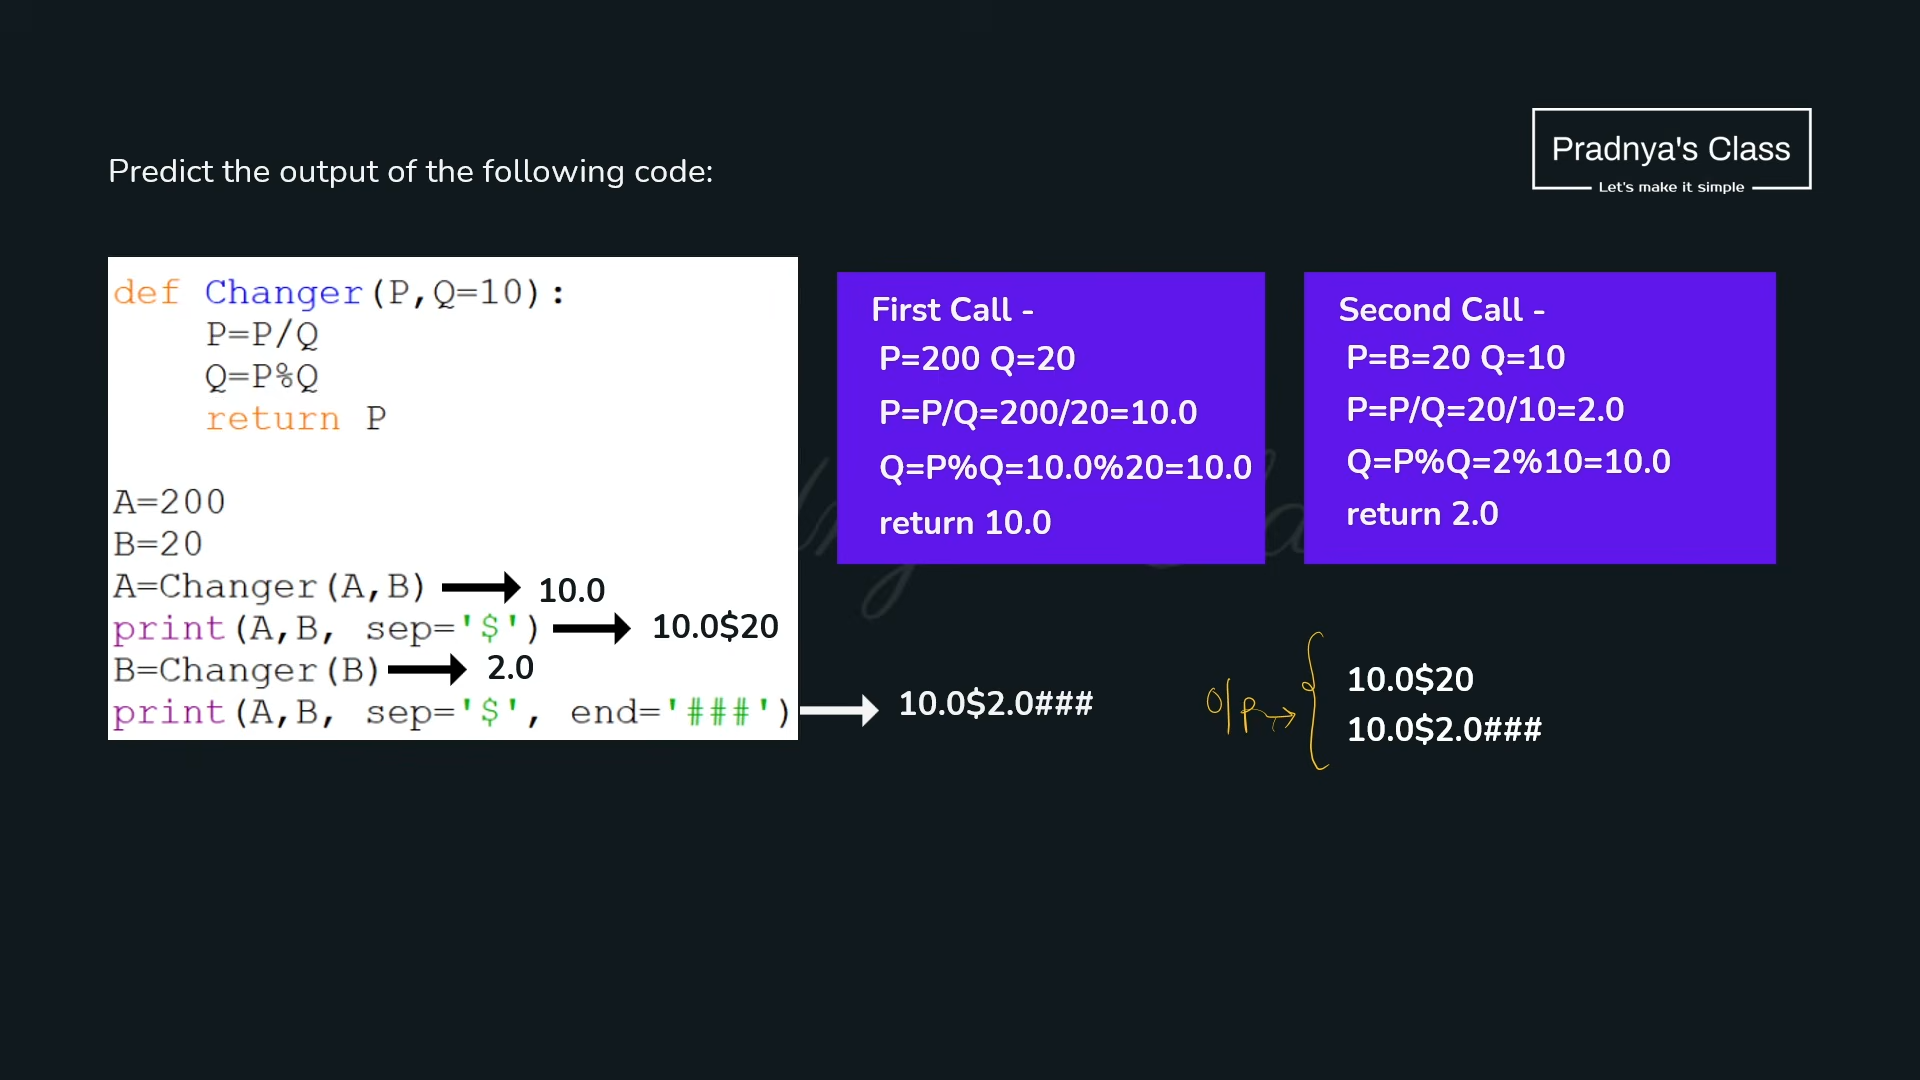 Pradnya's Class
Let's make it simple
Predict the output of the following code:
def Changer(P,Q=10):
P=P/Q
Q=P%Q
return P
A=200
B=20
A=Changer(A,B) 10.0
print(A,B, sep='$') 10.0$20
B=Changer(B) 2.0
print(A,B, sep='$', end='###') 10.0$2.0###
First Call -
P=200 Q=20
P=P/Q=200/20=10.0
Q=P%Q=10.0%20=10.0
return 10.0
Second Call -
P=B=20 Q=10
P=P/Q=20/10=2.0
Q=P%Q=2%10=10.0
return 2.0
O/P
10.0$20
10.0$2.0###